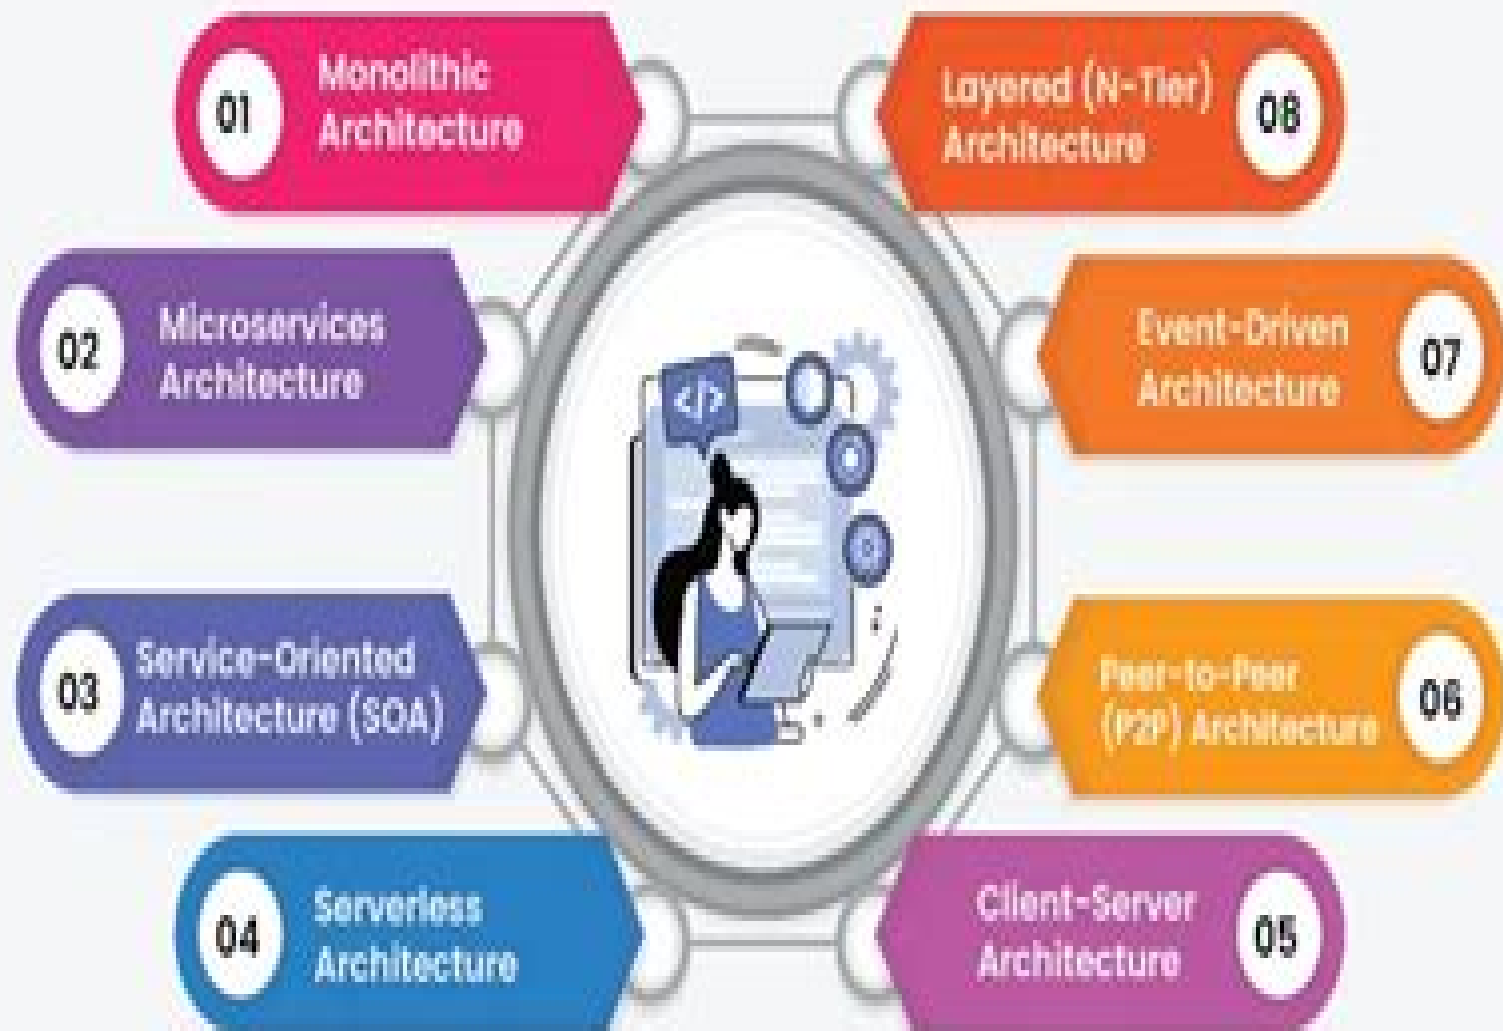 01
Monolithic
Architecture
02
Microservices
Architecture
03
Service-Oriented
Architecture (SOA)
04
Serverless
Architecture
05
Client-Server
Architecture
06
Peer-to-Peer
(P2P) Architecture
07
Event-Driven
Architecture
08
Layered (N-Tier)
Architecture
</>